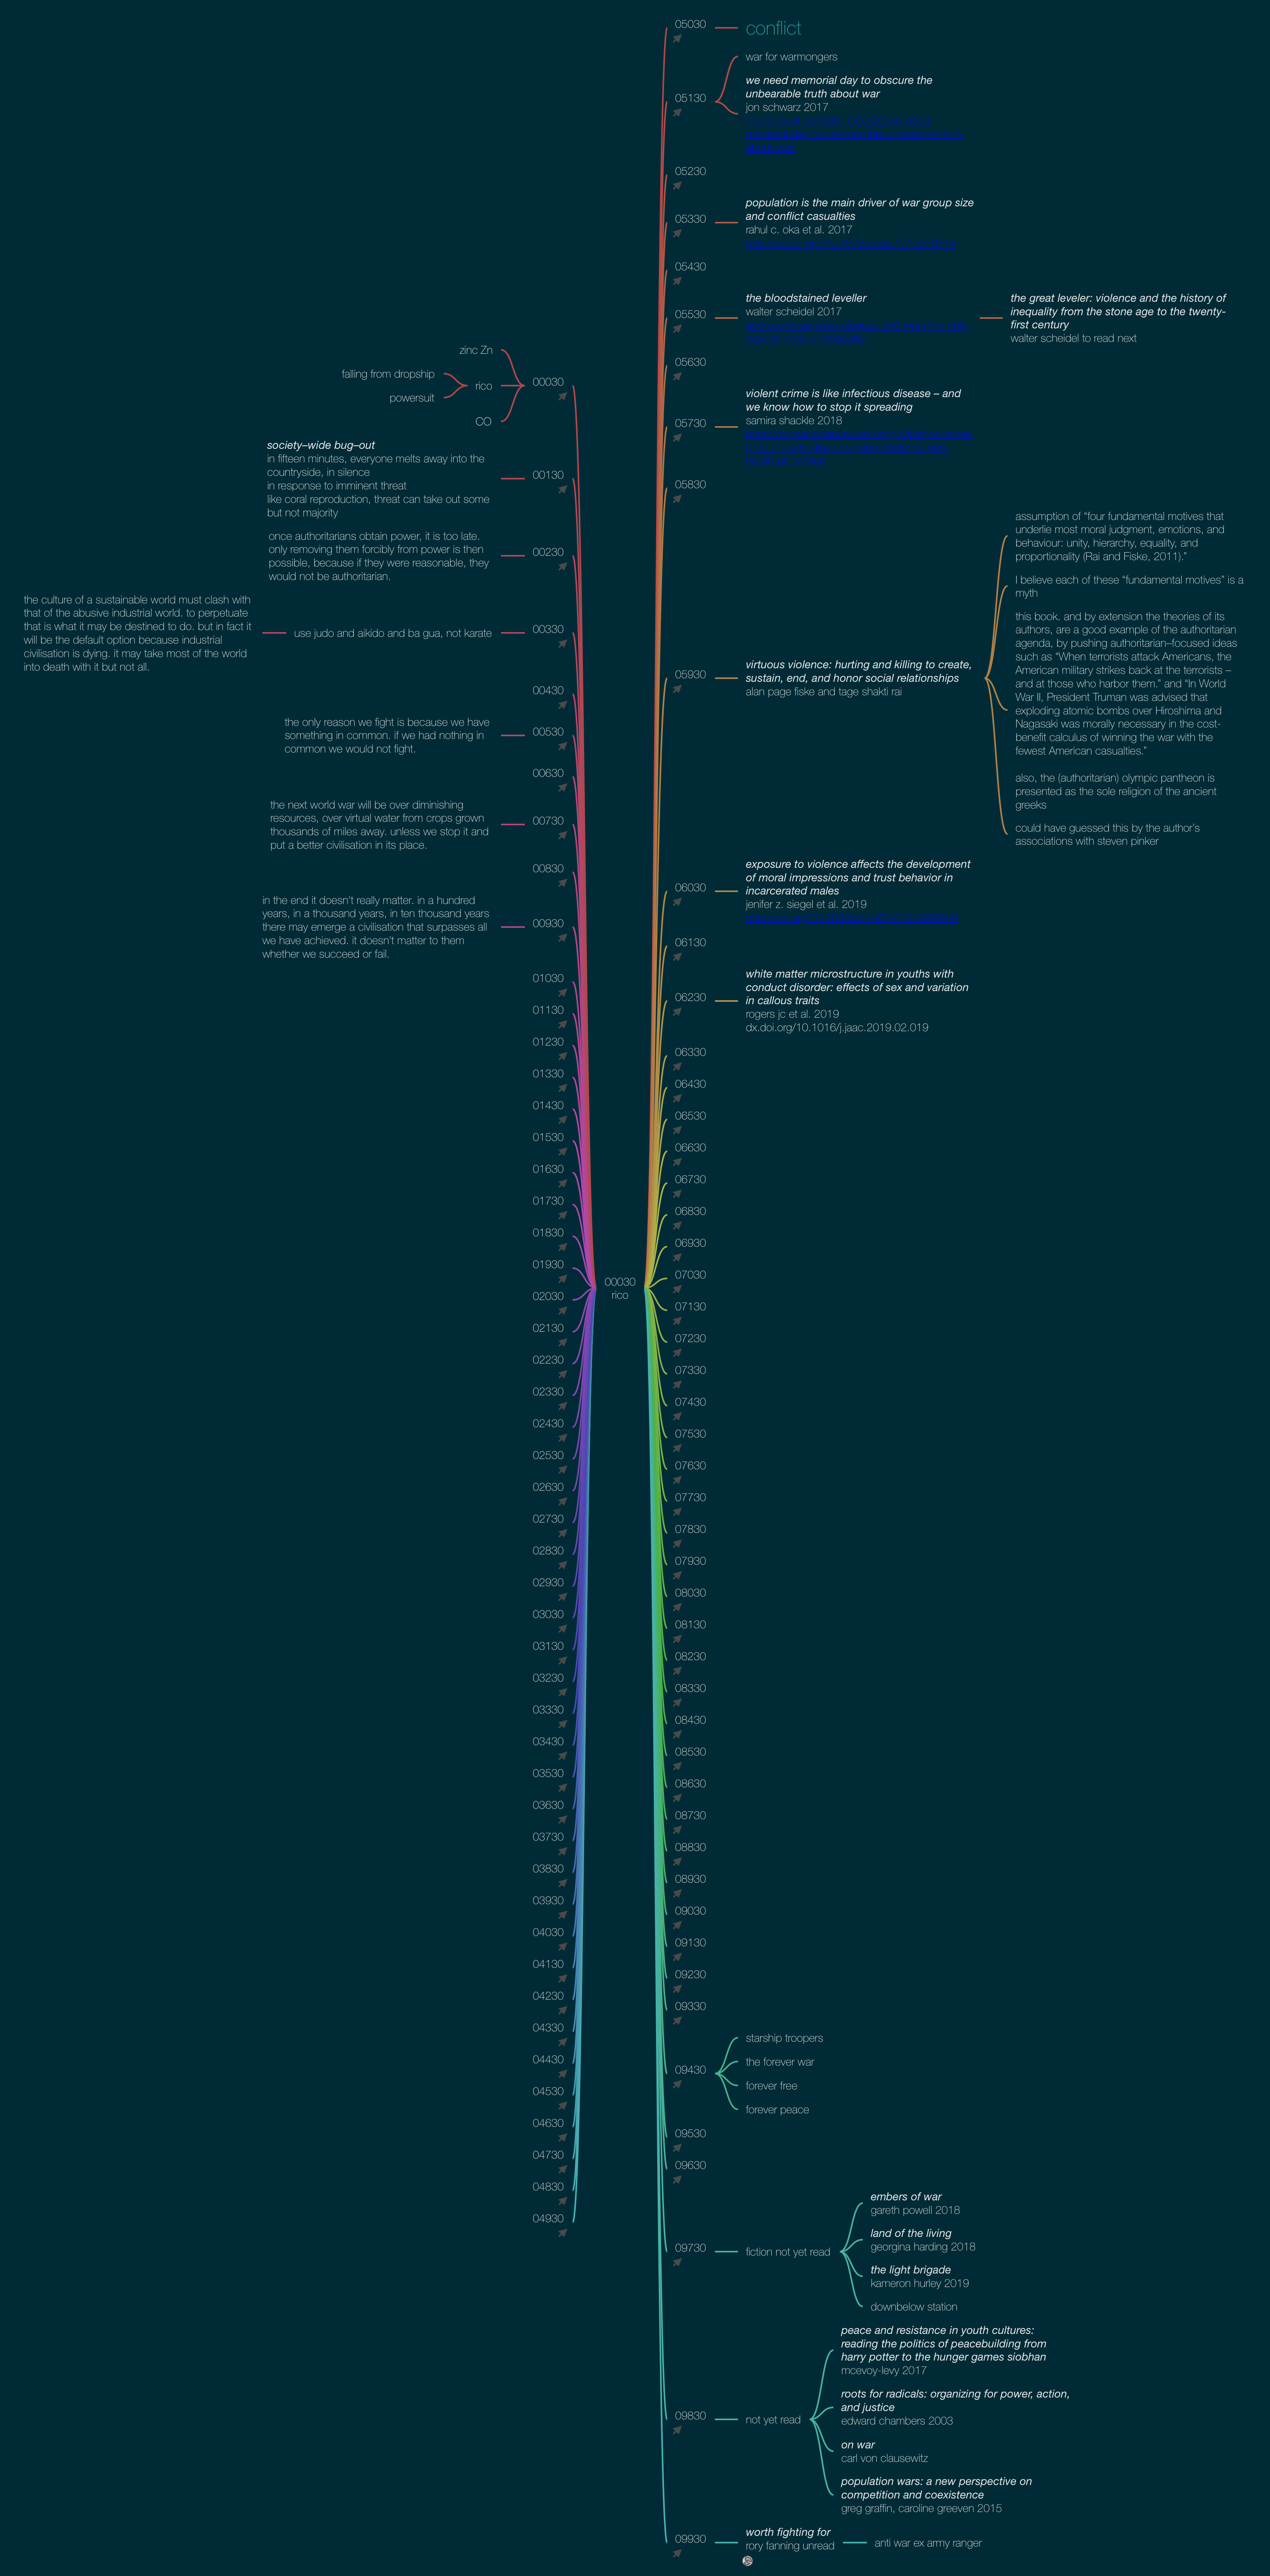 zinc Zn
falling from dropship
powersuit
rico
CO
00030
society–wide bug–out
in fifteen minutes, everyone melts away into the
countryside, in silence
in response to imminent threat
like coral reproduction, threat can take out some
but not majority
00130
once authoritarians obtain power, it is too late.
only removing them forcibly from power is then
possible, because if they were reasonable, they
would not be authoritarian.
00230
the culture of a sustainable world must clash with
that of the abusive industrial world. to perpetuate
that is what it may be destined to do. but in fact it
will be the default option because industrial
civilisation is dying. it may take most of the world
into death with it but not all.
use judo and aikido and ba gua, not karate
00330
00430
the only reason we fight is because we have
something in common. if we had nothing in
common we would not fight.
00530
00630
the next world war will be over diminishing
resources, over virtual water from crops grown
thousands of miles away. unless we stop it and
put a better civilisation in its place.
00730
00830
in the end it doesn't really matter. in a hundred
years, in a thousand years, in ten thousand years
there may emerge a civilisation that surpasses all
we have achieved. it doesn't matter to them
whether we succeed or fail.
00930
01030
01130
01230
01330
01430
01530
01630
01730
01830
01930
02030
02130
02230
02330
02430
02530
02630
02730
02830
02930
03030
03130
03230
03330
03430
03530
03630
03730
03830
03930
04030
04130
04230
04330
04430
04530
04630
04730
04830
04930
00030
rico
05030
conflict
05130
war for warmongers
we need memorial day to obscure the
unbearable truth about war
jon schwarz 2017
05230
05330
population is the main driver of war group size
and conflict casualties
rahul c. oka et al. 2017
05430
05530
the bloodstained leveller
walter scheidel 2017
the great leveler: violence and the history of
inequality from the stone age to the twenty-
first century
walter scheidel to read next
05630
05730
violent crime is like infectious disease – and
we know how to stop it spreading
samira shackle 2018
05830
05930
virtuous violence: hurting and killing to create,
sustain, end, and honor social relationships
alan page fiske and tage shakti rai
assumption of “four fundamental motives that
underlie most moral judgment, emotions, and
behaviour: unity, hierarchy, equality, and
proportionality (Rai and Fiske, 2011).”
I believe each of these “fundamental motives” is a
myth
this book. and by extension the theories of its
authors, are a good example of the authoritarian
agenda, by pushing authoritarian–focused ideas
such as “When terrorists attack Americans, the
American military strikes back at the terrorists –
and at those who harbor them.” and “In World
War II, President Truman was advised that
exploding atomic bombs over Hiroshima and
Nagasaki was morally necessary in the cost-
benefit calculus of winning the war with the
fewest American casualties.”
also, the (authoritarian) olympic pantheon is
presented as the sole religion of the ancient
greeks
could have guessed this by the author’s
associations with steven pinker
06030
exposure to violence affects the development
of moral impressions and trust behavior in
incarcerated males
jenifer z. siegel et al. 2019
06130
06230
white matter microstructure in youths with
conduct disorder: effects of sex and variation
in callous traits
rogers jc et al. 2019
dx.doi.org/10.1016/j.jaac.2019.02.019
06330
06430
06530
06630
06730
06830
06930
07030
07130
07230
07330
07430
07530
07630
07730
07830
07930
08030
08130
08230
08330
08430
08530
08630
08730
08830
08930
09030
09130
09230
09330
09430
starship troopers
the forever war
forever free
forever peace
09530
09630
09730
fiction not yet read
embers of war
gareth powell 2018
land of the living
georgina harding 2018
the light brigade
kameron hurley 2019
downbelow station
09830
not yet read
peace and resistance in youth cultures:
reading the politics of peacebuilding from
harry potter to the hunger games siobhan
mcevoy-levy 2017
roots for radicals: organizing for power, action,
and justice
edward chambers 2003
on war
carl von clausewitz
population wars: a new perspective on
competition and coexistence
greg graffin, caroline greeven 2015
09930
worth fighting for
rory fanning unread
anti war ex army ranger